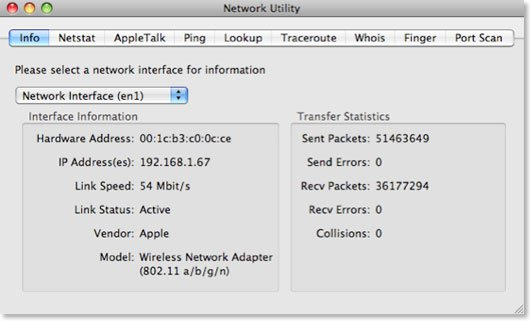 Network Utility
Info Netstat AppleTalk Ping Lookup Traceroute Whois Finger Port Scan
Please select a network interface for information
Network Interface (en1)
Interface Information
Hardware Address: 00:1c:b3:c0:0c:ce
IP Address(es): 192.168.1.67
Link Speed: 54 Mbit/s
Link Status: Active
Vendor: Apple
Model: Wireless Network Adapter
(802.11 a/b/g/n)
Transfer Statistics
Sent Packets: 51463649
Send Errors: 0
Recv Packets: 36177294
Recv Errors: 0
Collisions: 0